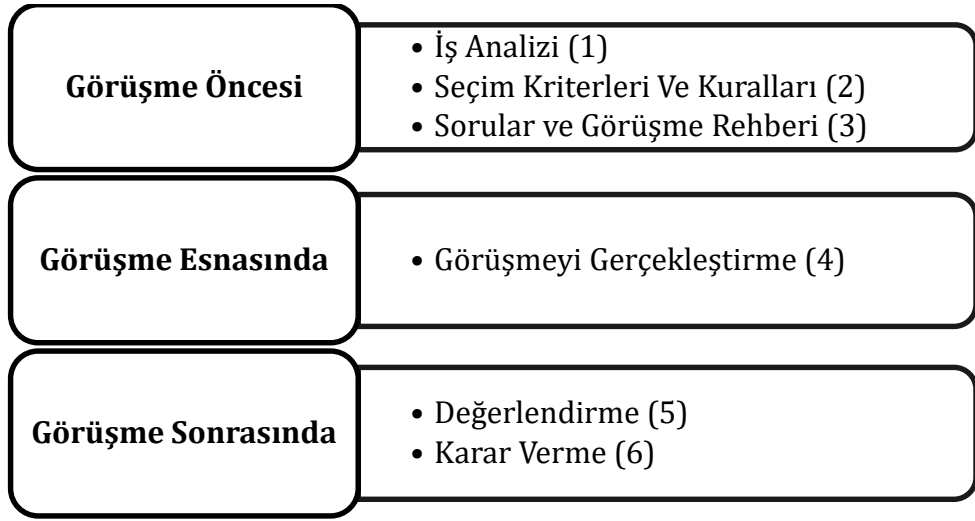 Görüşme Öncesi
• İş Analizi (1)
• Seçim Kriterleri Ve Kuralları (2)
• Sorular ve Görüşme Rehberi (3)
Görüşme Esnasında
• Görüşmeyi Gerçekleştirme (4)
Görüşme Sonrasında
• Değerlendirme (5)
• Karar Verme (6)